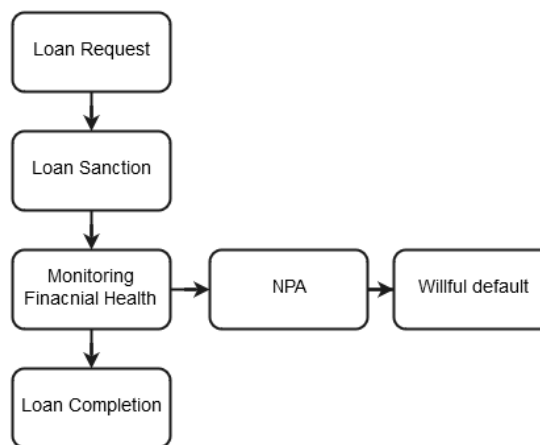 Loan Request
Loan Sanction
Monitoring
Finacnial Health
NPA
Willful default
Loan Completion